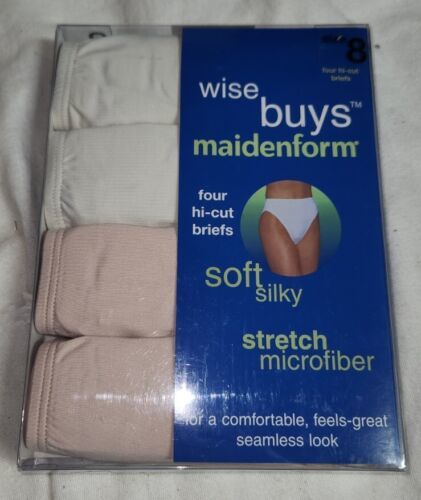 8
four hi-cut
briefs
wise
buys™
maidenform®
four
hi-cut
briefs
soft
silky
stretch
microfiber
for a comfortable, feels-great
seamless look